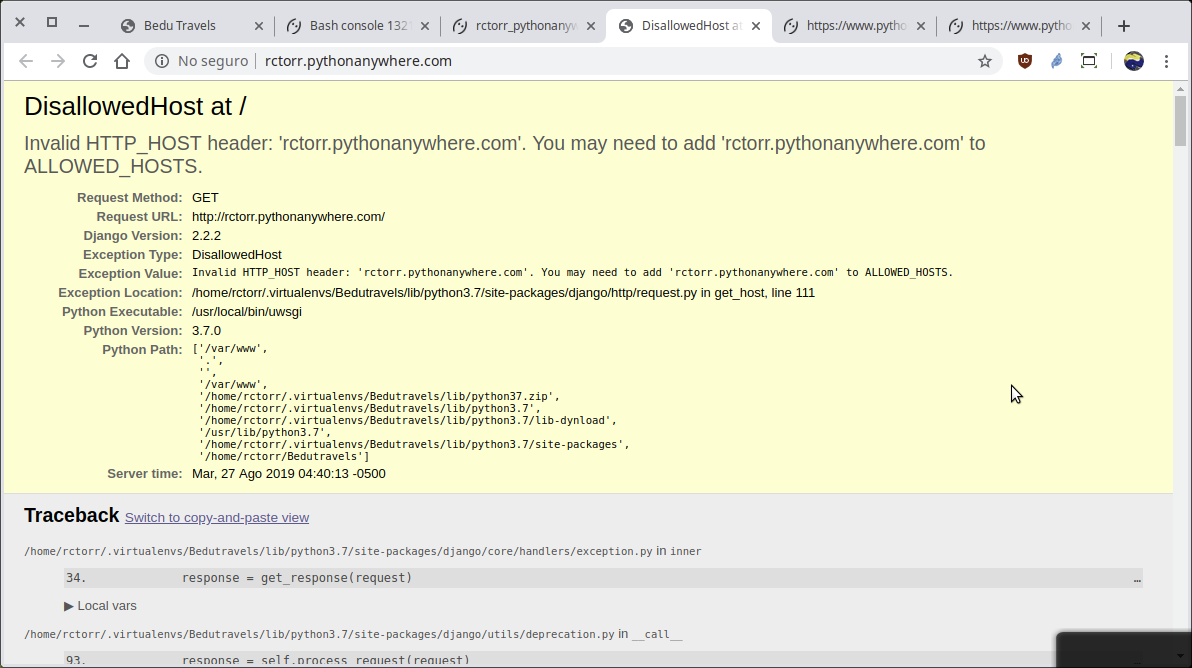 Bedu Travels
Bash console 1321
rctorr_pythonanyw
DisallowedHost at
https://www.pytho
https://www.pytho
No seguro
rctorr.pythonanywhere.com
DisallowedHost at /
Invalid HTTP_HOST header: 'rctorr.pythonanywhere.com'. You may need to add 'rctorr.pythonanywhere.com' to
ALLOWED_HOSTS.
Request Method: GET
Request URL: http://rctorr.pythonanywhere.com/
Django Version: 2.2.2
Exception Type: DisallowedHost
Exception Value: Invalid HTTP_HOST header: 'rctorr.pythonanywhere.com'. You may need to add 'rctorr.pythonanywhere.com' to ALLOWED_HOSTS.
Exception Location: /home/rctorr/.virtualenvs/Bedutravels/lib/python3.7/site-packages/django/http/request.py in get_host, line 111
Python Executable: /usr/local/bin/uwsgi
Python Version: 3.7.0
Python Path: ['/var/www',
'.',
'',
'/var/www',
'/home/rctorr/.virtualenvs/Bedutravels/lib/python37.zip',
'/home/rctorr/.virtualenvs/Bedutravels/lib/python3.7',
'/home/rctorr/.virtualenvs/Bedutravels/lib/python3.7/lib-dynload',
'/usr/lib/python3.7',
'/home/rctorr/.virtualenvs/Bedutravels/lib/python3.7/site-packages',
'/home/rctorr/Bedutravels']
Server time: Mar, 27 Ago 2019 04:40:13 -0500
Traceback Switch to copy-and-paste view
/home/rctorr/.virtualenvs/Bedutravels/lib/python3.7/site-packages/django/core/handlers/exception.py in inner
34. response = get_response(request) …
▶ Local vars
/home/rctorr/.virtualenvs/Bedutravels/lib/python3.7/site-packages/django/utils/deprecation.py in __call__
93. response = self.process_request(request)